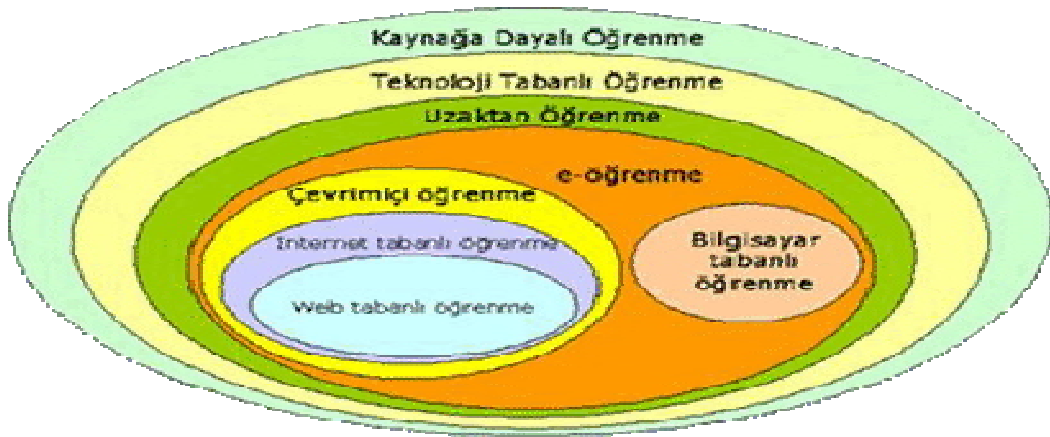 Kaynağa Dayalı Öğrenme
Teknoloji Tabanlı Öğrenme
Uzaktan Öğrenme
e-öğrenme
Çevrimiçi öğrenme
İnternet tabanlı öğrenme
Web tabanlı öğrenme
Bilgisayar
tabanlı
öğrenme